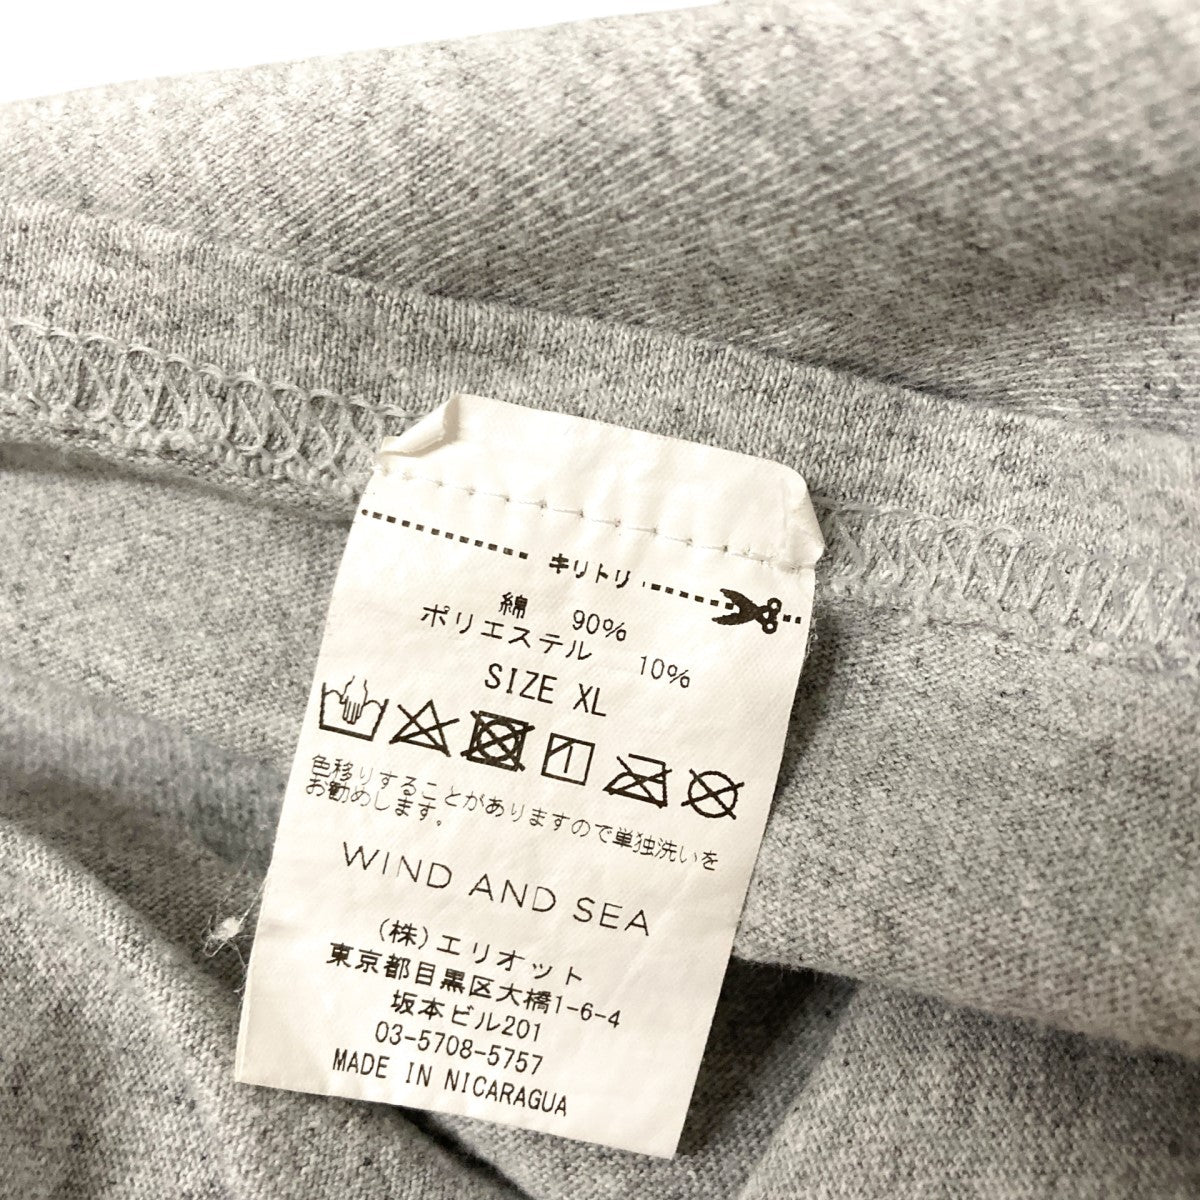 キリトリ
綿 90%
ポリエステル 10%
SIZE XL
色移りすることがありますので単独洗いを
お勧めします。
WIND AND SEA
(株)エリオット
東京都目黒区大橋1-6-4
坂本ビル201
03-5708-5757
MADE IN NICARAGUA